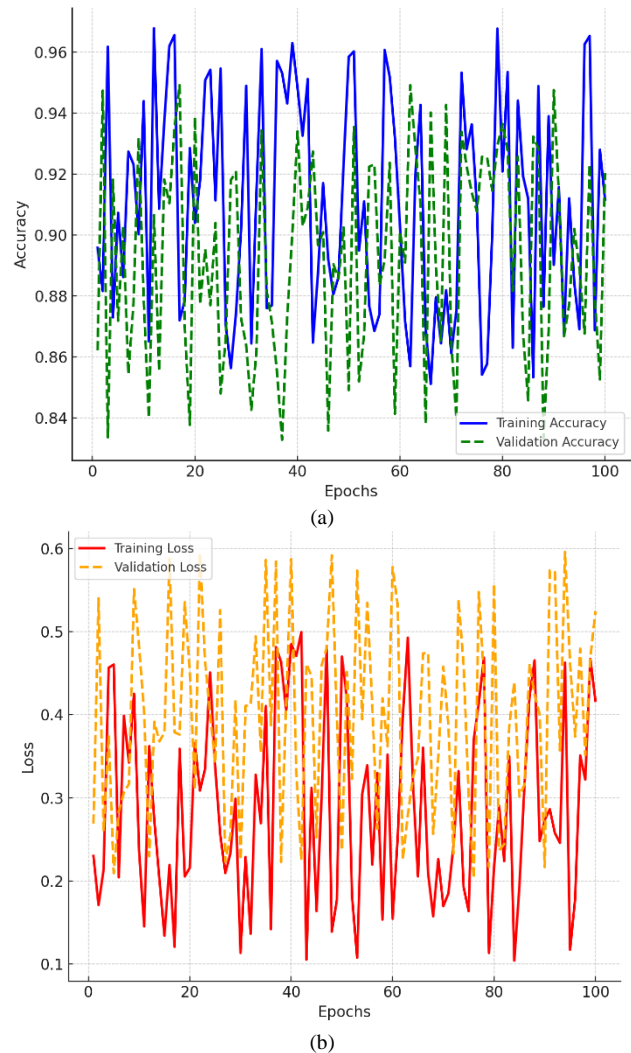 0.96
0.94
0.92
0.90
0.88
0.86
0.84
Accuracy
Training Accuracy
Validation Accuracy
0 20 40 60 80 100
Epochs
(a)
0.6
0.5
0.4
0.3
0.2
0.1
Loss
Training Loss
Validation Loss
0 20 40 60 80 100
Epochs
(b)